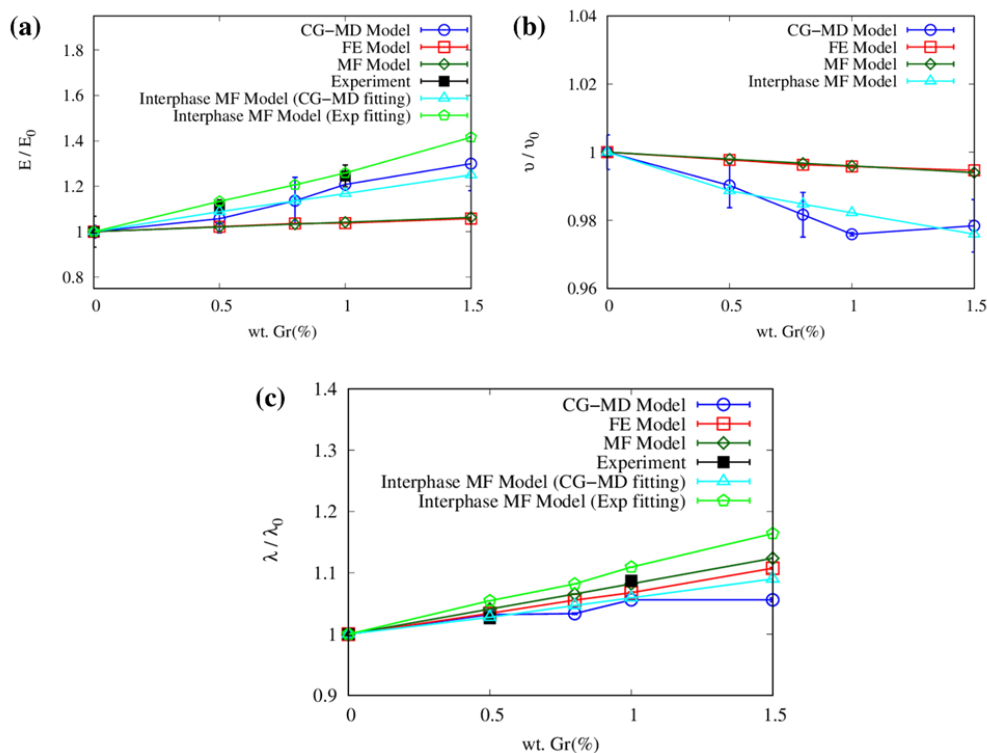 (a)
CG-MD Model
FE Model
MF Model
Experiment
Interphase MF Model (CG-MD fitting)
Interphase MF Model (Exp fitting)
E / E₀
1.8
1.6
1.4
1.2
1
0.8
0 0.5 1 1.5
wt. Gr(%)
(b)
CG-MD Model
FE Model
MF Model
Interphase MF Model
υ / υ₀
1.04
1.02
1
0.98
0.96
0 0.5 1 1.5
wt. Gr(%)
(c)
CG-MD Model
FE Model
MF Model
Experiment
Interphase MF Model (CG-MD fitting)
Interphase MF Model (Exp fitting)
λ / λ₀
1.4
1.3
1.2
1.1
1
0.9
0 0.5 1 1.5
wt. Gr(%)